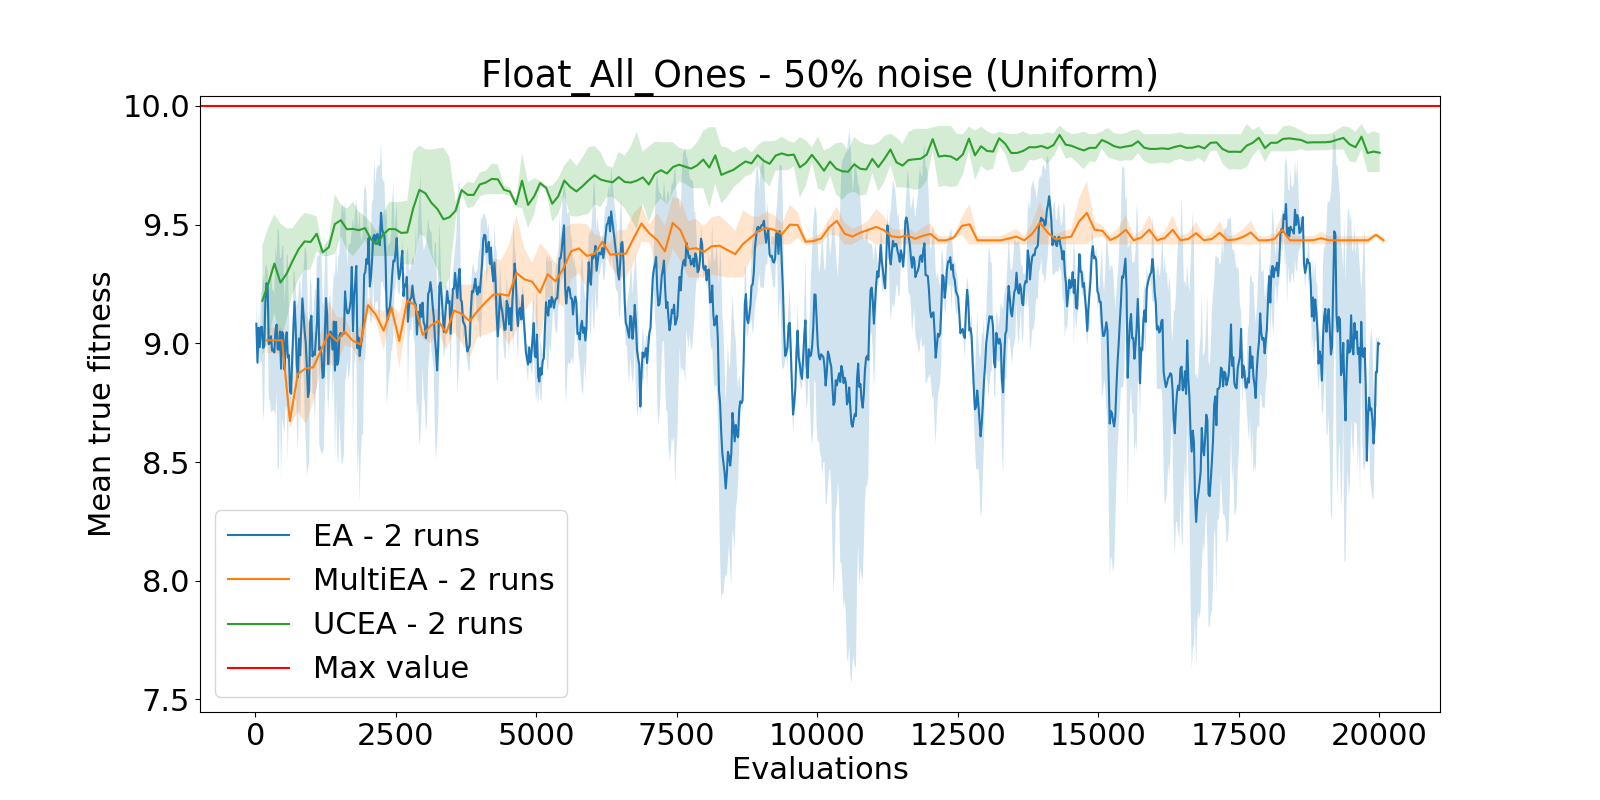 Float_All_Ones - 50% noise (Uniform)
Mean true fitness
10.0
9.5
9.0
8.5
8.0
7.5
EA - 2 runs
MultiEA - 2 runs
UCEA - 2 runs
Max value
0 2500 5000 7500 10000 12500 15000 17500 20000
Evaluations